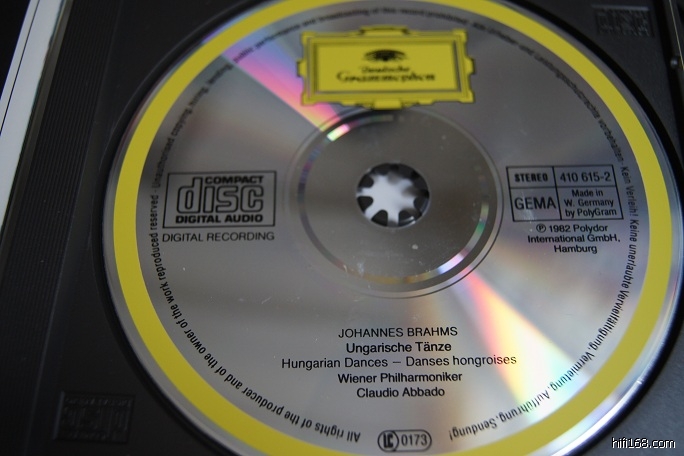 Deutsche
Grammophon
COMPACT
disc
DIGITAL AUDIO
DIGITAL RECORDING
STEREO 410 615-2
GEMA Made in
W. Germany
by PolyGram
℗ 1982 Polydor
International GmbH,
Hamburg
JOHANNES BRAHMS
Ungarische Tänze
Hungarian Dances – Danses hongroises
Wiener Philharmoniker
Claudio Abbado
LC 0173
All rights of the producer and of the owner of the work reproduced reserved
Kein Verleih! Keine unerlaubte Vervielfältigung, Vermietung, Aufführung, Sendung!
hifi168.com